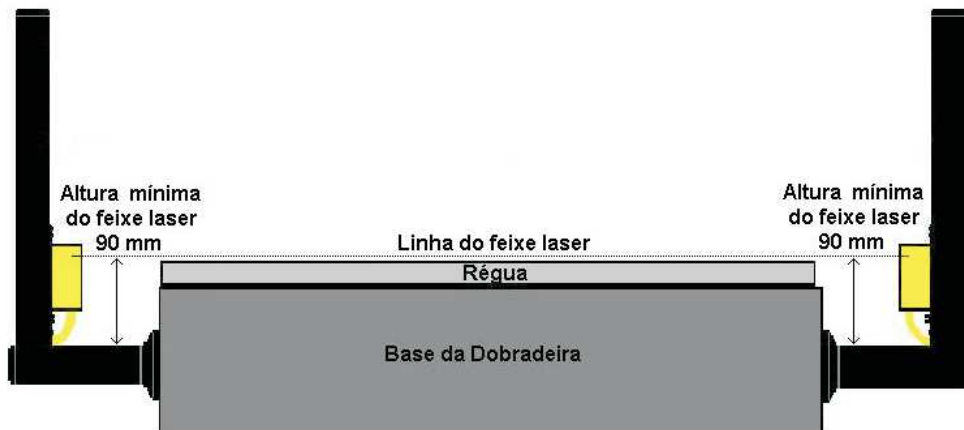 Altura mínima
do feixe laser
90 mm
Altura mínima
do feixe laser
90 mm
Linha do feixe laser
Régua
Base da Dobradeira